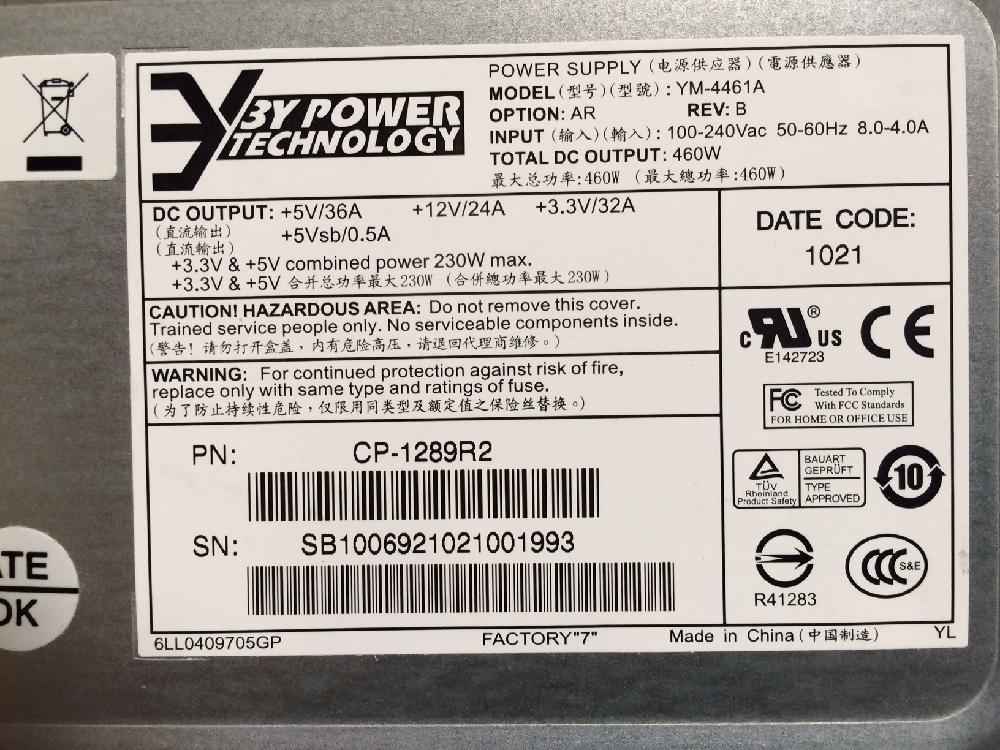 3Y POWER
TECHNOLOGY
POWER SUPPLY (电源供应器) (電源供應器)
MODEL(型号)(型號) : YM-4461A
OPTION: AR REV: B
INPUT (输入)(輸入) : 100-240Vac 50-60Hz 8.0-4.0A
TOTAL DC OUTPUT: 460W
最大总功率:460W (最大總功率:460W)
DC OUTPUT: +5V/36A +12V/24A +3.3V/32A
(直流输出)
(直流輸出) +5Vsb/0.5A
+3.3V & +5V combined power 230W max.
+3.3V & +5V 合并总功率最大230W (合併總功率最大230W)
DATE CODE:
1021
CAUTION! HAZARDOUS AREA: Do not remove this cover.
Trained service people only. No serviceable components inside.
(警告! 请勿打开盒盖，内有危险高压，请退回代理商维修。)
WARNING: For continued protection against risk of fire,
replace only with same type and ratings of fuse.
(为了防止持续性危险，仅限用同类型及额定值之保险丝替换。)
c RU ® US CE
E142723
FC Tested To Comply
With FCC Standards
FOR HOME OR OFFICE USE
TÜV
Rheinland
Product Safety
BAUART
GEPRÜFT
TYPE
APPROVED
10
CCC S&E
R41283
PN: CP-1289R2
SN: SB1006921021001993
6LL0409705GP FACTORY"7" Made in China (中国制造) YL
ATE
OK